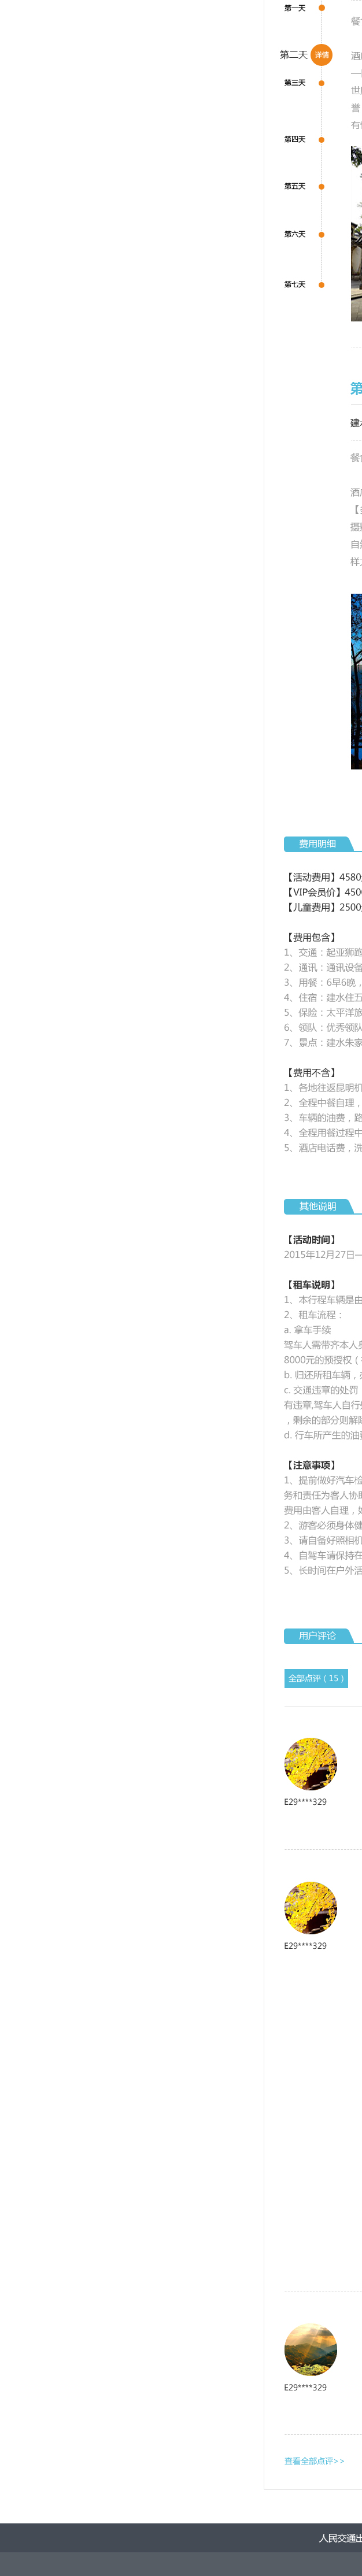 第一天
第二天 详情
第三天
第四天
第五天
第六天
第七天
餐
酒
世
誉
有
第
建水
餐
酒
【
摄
自然
样
费用明细
【活动费用】4580
【VIP会员价】450
【儿童费用】2500
【费用包含】
1、交通：起亚狮跑
2、通讯：通讯设备
3、用餐：6早6晚，
4、住宿：建水住五
5、保险：太平洋旅
6、领队：优秀领队
7、景点：建水朱家
【费用不含】
1、各地往返昆明机
2、全程中餐自理，
3、车辆的油费，路
4、全程用餐过程中
5、酒店电话费，洗
其他说明
【活动时间】
2015年12月27日—
【租车说明】
1、本行程车辆是由
2、租车流程：
a. 拿车手续
驾车人需带齐本人身
8000元的预授权（
b. 归还所租车辆，
c. 交通违章的处罚
有违章,驾车人自行
，剩余的部分则解
d. 行车所产生的油
【注意事项】
1、提前做好汽车检
务和责任为客人协
费用由客人自理，如
2、游客必须身体健
3、请自备好照相机
4、自驾车请保持在
5、长时间在户外活
用户评论
全部点评（15）
E29****329
E29****329
E29****329
查看全部点评>>
人民交通出